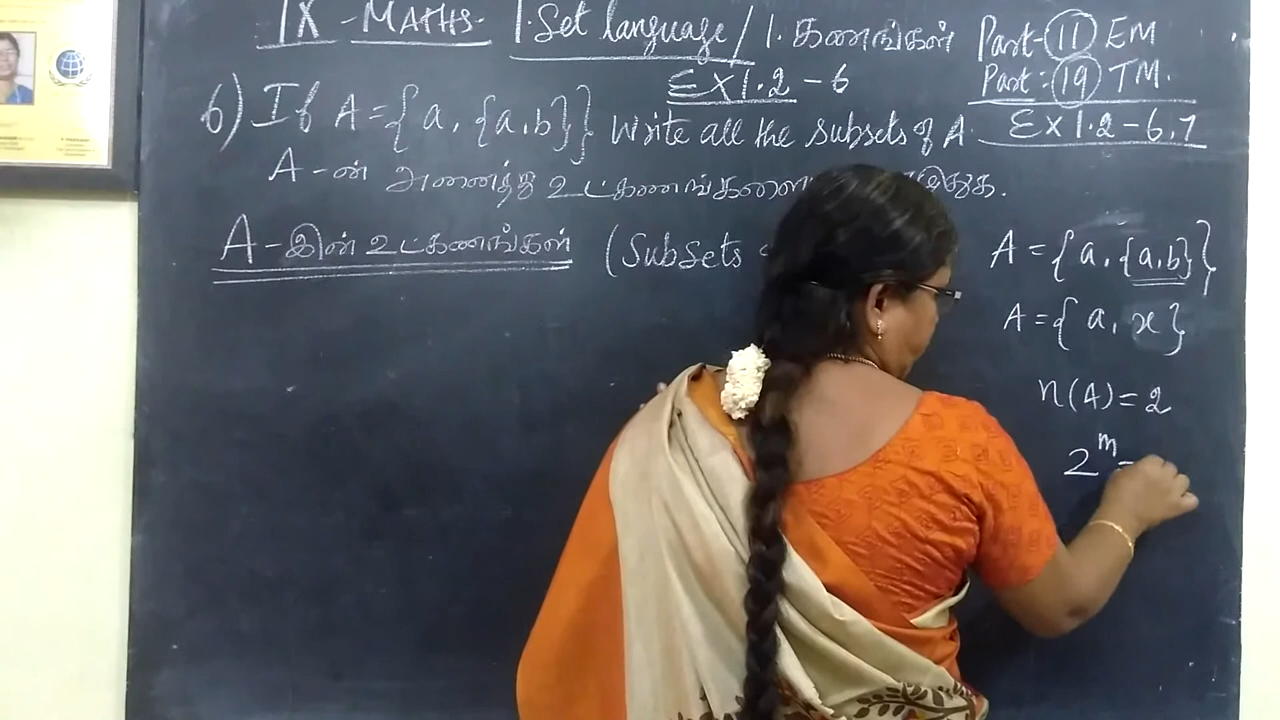 IX - MATHS. 1. Set language / 1. கணங்கள் Part-11 EM
Part: 19 TM.
EX 1.2 - 6
EX 1.2 - 6,7
6) If A = {a, {a,b}} Write all the subsets of A.
A - ன் அனைத்து உட்கணங்களை
A - இன் உட்கணங்கள் (Subsets
A = {a, {a,b}}
A = {a, x}
n(A) = 2
2^m =